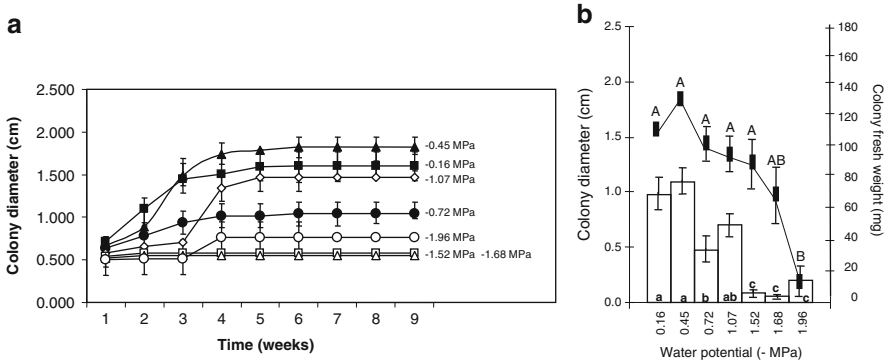 a
Colony diameter (cm)
2.500
2.000
1.500
1.000
0.500
0.000
1 2 3 4 5 6 7 8 9
Time (weeks)
-0.45 MPa
-0.16 MPa
-1.07 MPa
-0.72 MPa
-1.96 MPa
-1.52 MPa -1.68 MPa
b
Colony diameter (cm)
2.5
2.0
1.5
1.0
0.5
0.0
A A A A A AB B
a a b ab c c c
0.16 0.45 0.72 1.07 1.52 1.68 1.96
Water potential (- MPa)
180
160
140
120
100
80
60
40
20
0
Colony fresh weight (mg)